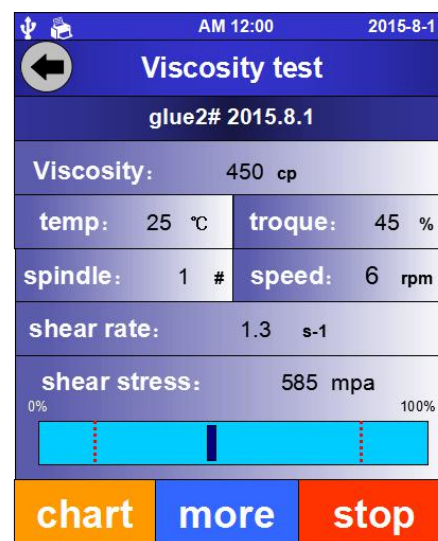 AM 12:00 2015-8-1
Viscosity test
glue2# 2015.8.1
Viscosity: 450 cp
temp: 25 ℃ troque: 45 %
spindle: 1 # speed: 6 rpm
shear rate: 1.3 s-1
shear stress: 585 mpa
0% 100%
chart more stop